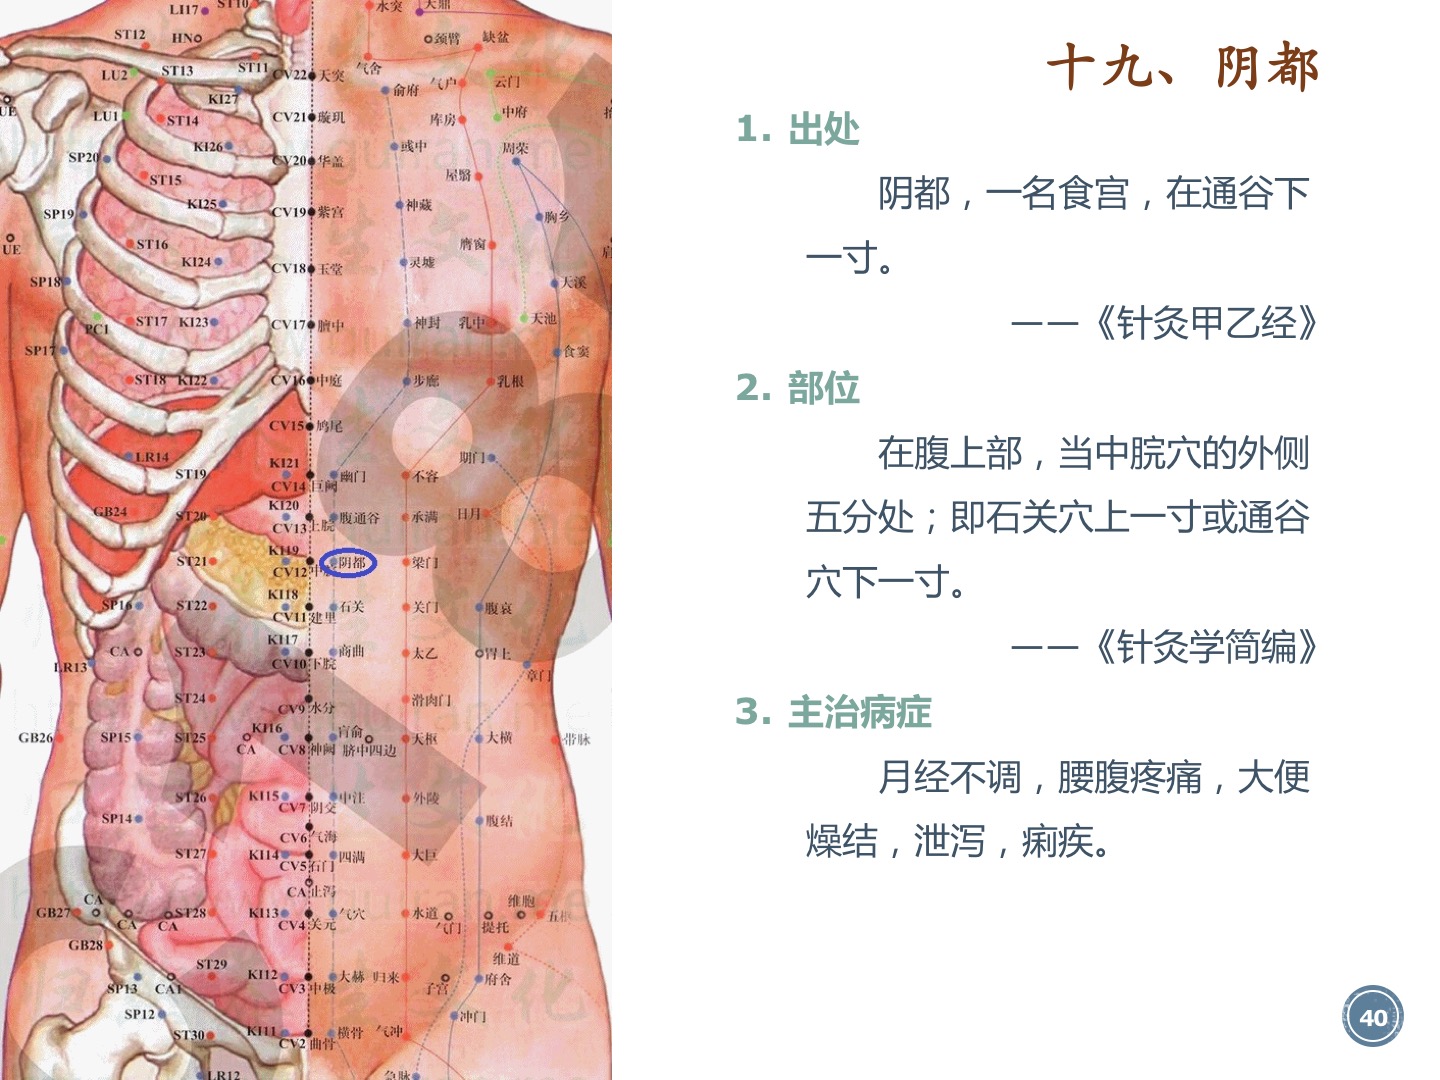 十九、阴都
1. 出处
阴都，一名食宫，在通谷下
一寸。
——《针灸甲乙经》
2. 部位
在腹上部，当中脘穴的外侧
五分处；即石关穴上一寸或通谷
穴下一寸。
——《针灸学简编》
3. 主治病症
月经不调，腰腹疼痛，大便
燥结，泄泻，痢疾。
40
LI17 ST10 水突 天鼎
ST12 HN 颈臂 缺盆
LU2 ST13 ST11 CV22 天突 气舍 气户 云门
KI27 俞府
UE LU1 ST14 CV21 璇玑 库房 中府
SP20 KI26 CV20 华盖 彧中 周荣
ST15 屋翳
SP19 KI25 CV19 紫宫 神藏 胸乡
UE ST16 KI24 CV18 玉堂 灵墟 膺窗
SP18 天溪
PC1 ST17 KI23 CV17 膻中 神封 乳中 天池
SP17 食窦
ST18 KI22 CV16 中庭 步廊 乳根
CV15 鸠尾
LR14 ST19 KI21 CV14 巨阙 幽门 不容 期门
GB24 ST20 KI20 CV13 上脘 腹通谷 承满 日月
ST21 KI19 CV12 阴都 梁门
SP16 ST22 KI18 CV11 建里 石关 关门 腹哀
CA ST23 KI17 CV10 下脘 商曲 太乙 胃上
LR13 章门
ST24 CV9 水分 滑肉门
GB26 SP15 ST25 CA KI16 CV8 神阙 肓俞 脐中四边 天枢 大横 带脉
ST26 KI15 CV7 阴交 中注 外陵
SP14 CV6 气海 腹结
ST27 KI14 CV5 石门 四满 大巨
CA 止泻
GB27 CA CA CA ST28 KI13 CV4 关元 气穴 水道 气门 提托 维胞 五枢
GB28 维道
SP13 CA1 ST29 KI12 CV3 中极 大赫 归来 子宫 府舍
SP12 ST30 KI11 CV2 曲骨 横骨 气冲 冲门
LR12 急脉